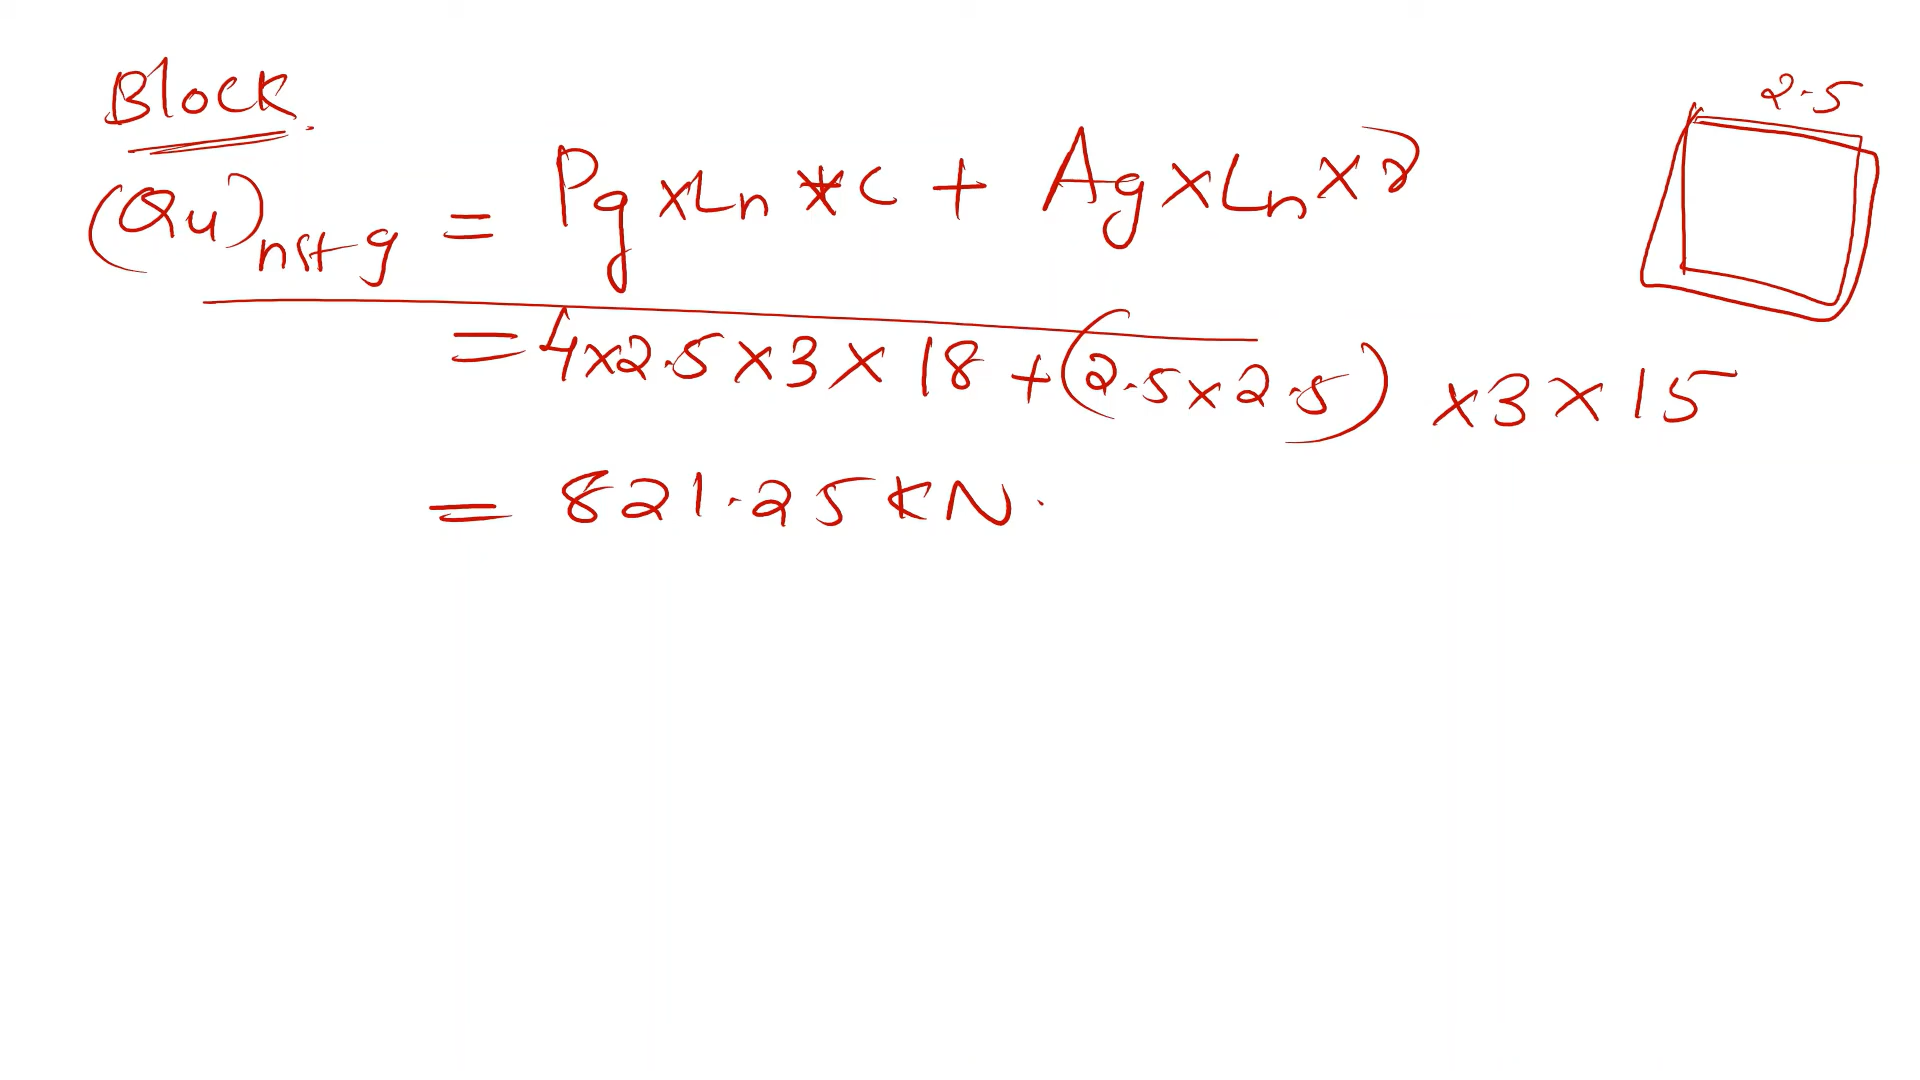 Block.
2.5
(Qu)nsf g = Pg x Ln * c + Ag x Ln x γ
= 4 x 2.5 x 3 x 18 + (2.5 x 2.5) x 3 x 15
= 821.25 KN.